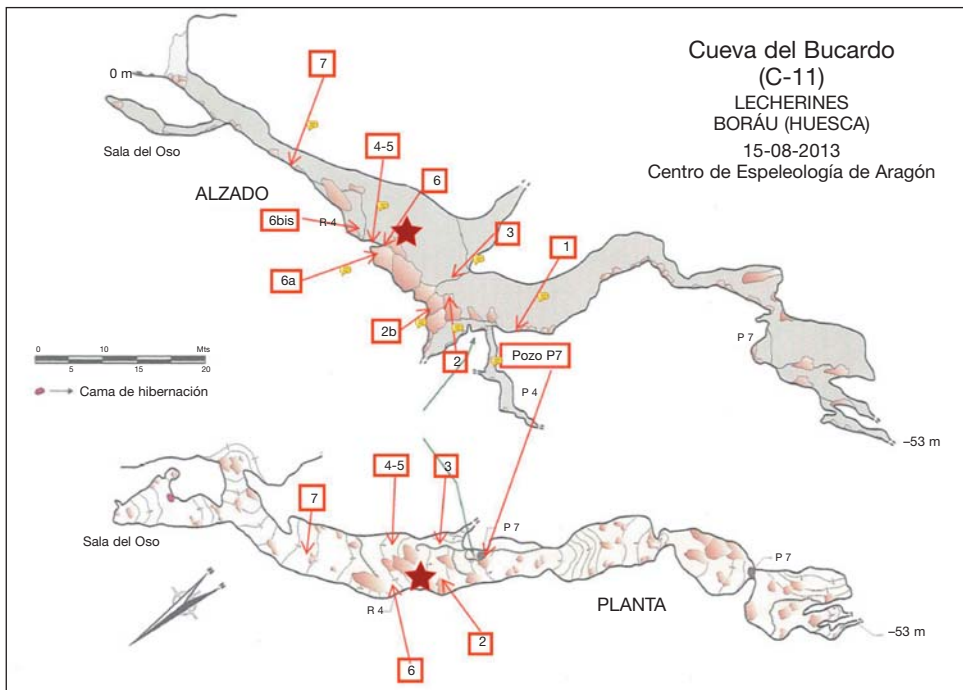 Cueva del Bucardo
(C-11)
LECHERINES
BORÁU (HUESCA)
15-08-2013
Centro de Espeleología de Aragón
0 m
7
Sala del Oso
4-5
ALZADO
6
6bis
R-4
3
1
6a
2b
2
Pozo P7
P 7
P 4
0 10 Mts
5 15 20
Cama de hibernación
–53 m
4-5
3
7
P 7
Sala del Oso
P 7
R 4
PLANTA
2
–53 m
6